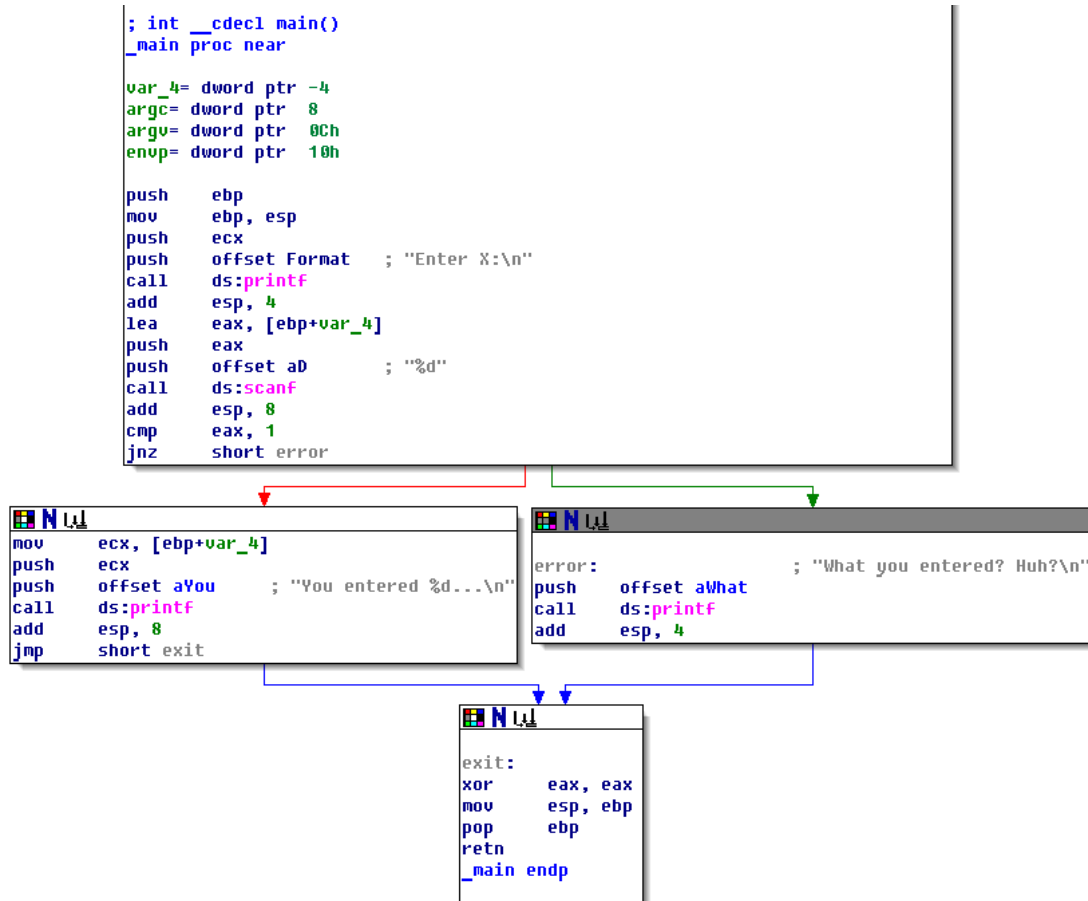 ; int __cdecl main()
_main proc near
var_4= dword ptr -4
argc= dword ptr  8
argv= dword ptr  0Ch
envp= dword ptr  10h
push    ebp
mov     ebp, esp
push    ecx
push    offset Format   ; "Enter X:\n"
call    ds:printf
add     esp, 4
lea     eax, [ebp+var_4]
push    eax
push    offset aD       ; "%d"
call    ds:scanf
add     esp, 8
cmp     eax, 1
jnz     short error
mov     ecx, [ebp+var_4]
push    ecx
push    offset aYou     ; "You entered %d...\n"
call    ds:printf
add     esp, 8
jmp     short exit
error:                  ; "What you entered? Huh?\n"
push    offset aWhat
call    ds:printf
add     esp, 4
exit:
xor     eax, eax
mov     esp, ebp
pop     ebp
retn
_main endp